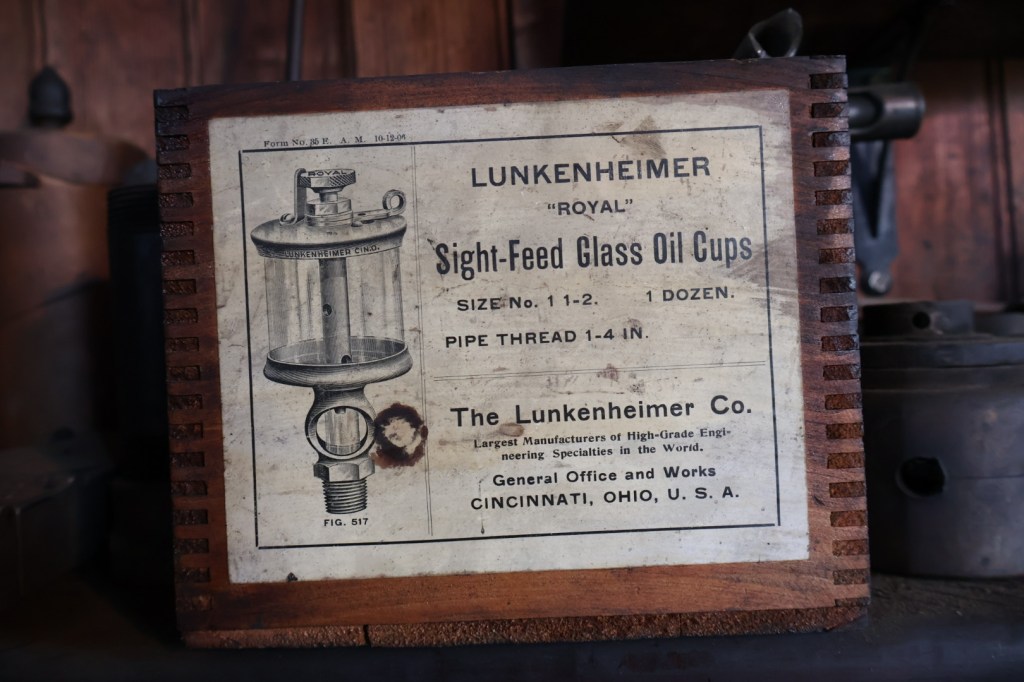 Form No. 35 E. A. M. 10-12-06
ROYAL
LUNKENHEIMER CIN.O.
FIG. 517
LUNKENHEIMER
"ROYAL"
Sight-Feed Glass Oil Cups
SIZE No. 1 1-2. 1 DOZEN.
PIPE THREAD 1-4 IN.
The Lunkenheimer Co.
Largest Manufacturers of High-Grade Engi-
neering Specialties in the World.
General Office and Works
CINCINNATI, OHIO, U. S. A.